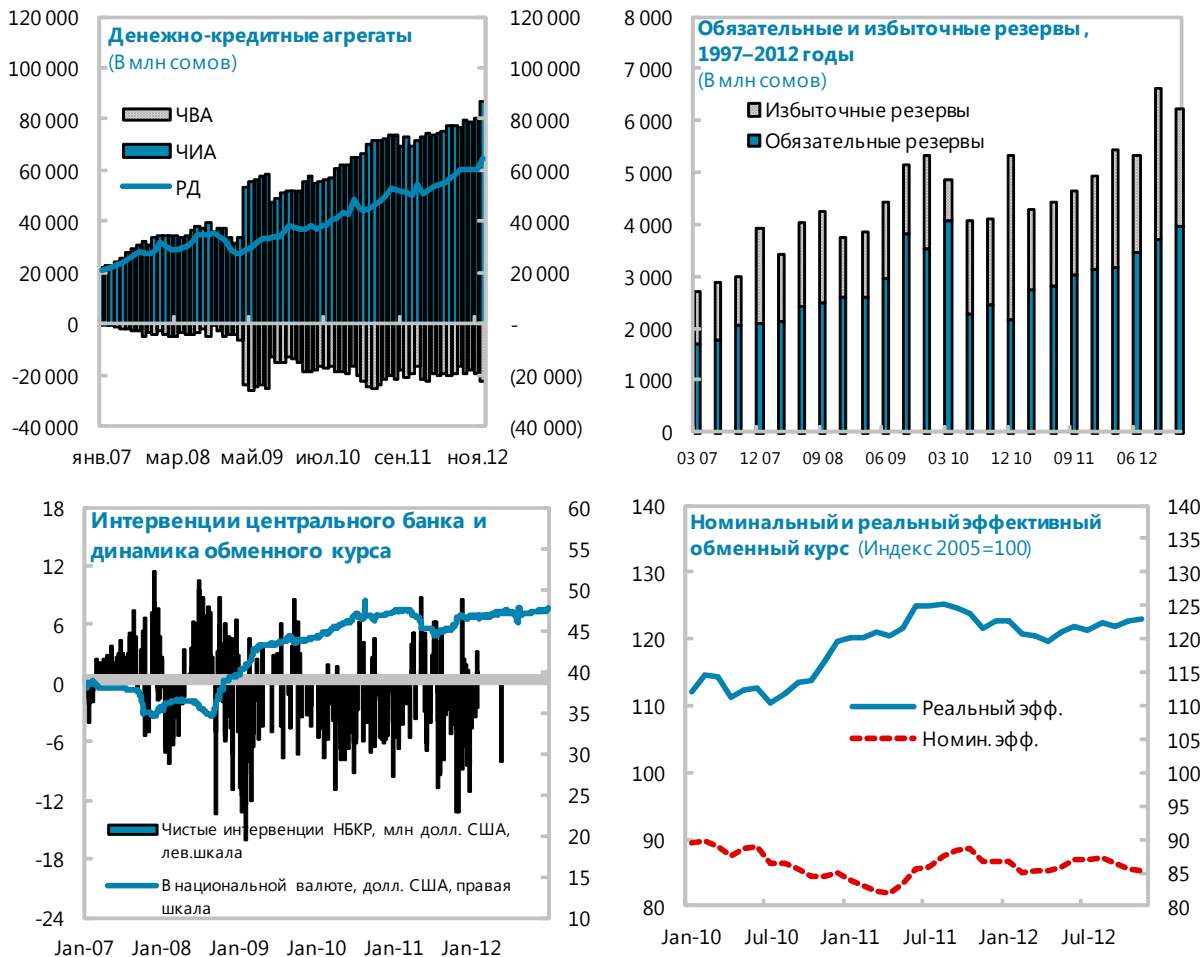 Денежно-кредитные агрегаты
(В млн сомов)
120 000
100 000
80 000
60 000
40 000
20 000
0
-20 000
-40 000
120 000
100 000
80 000
60 000
40 000
20 000
-
(20 000)
(40 000)
ЧВА
ЧИА
РД
янв.07 мар.08 май.09 июл.10 сен.11 ноя.12
Обязательные и избыточные резервы,
1997–2012 годы
(В млн сомов)
8 000
7 000
6 000
5 000
4 000
3 000
2 000
1 000
0
Избыточные резервы
Обязательные резервы
03 07 12 07 09 08 06 09 03 10 12 10 09 11 06 12
Интервенции центрального банка и
динамика обменного курса
18
12
6
0
-6
-12
-18
-24
60
55
50
45
40
35
30
25
20
15
10
Чистые интервенции НБКР, млн долл. США,
лев.шкала
В национальной валюте, долл. США, правая
шкала
Jan-07 Jan-08 Jan-09 Jan-10 Jan-11 Jan-12
Номинальный и реальный эффективный
обменный курс (Индекс 2005=100)
140
130
120
110
100
90
80
140
135
130
125
120
115
110
105
100
95
90
85
80
Реальный эфф.
Номин. эфф.
Jan-10 Jul-10 Jan-11 Jul-11 Jan-12 Jul-12